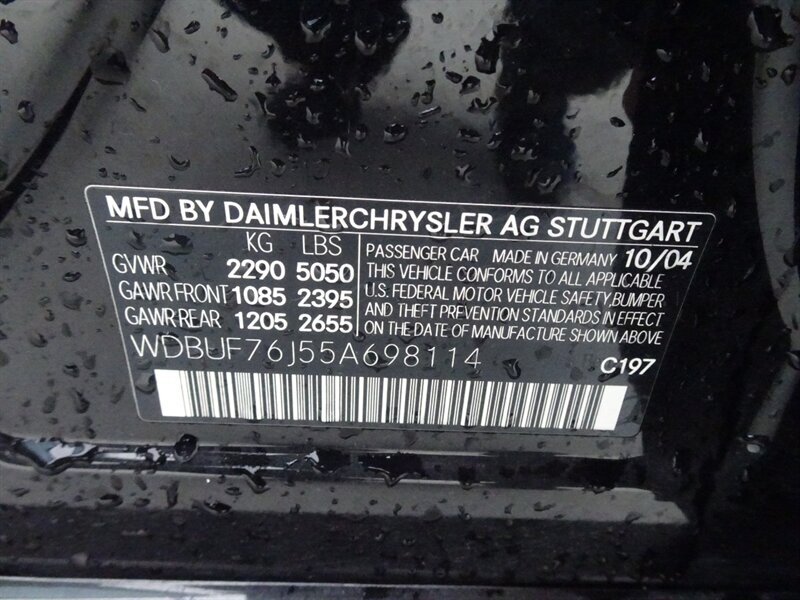 MFD BY DAIMLERCHRYSLER AG STUTTGART
KG LBS
GVWR 2290 5050
GAWR FRONT 1085 2395
GAWR REAR 1205 2655
PASSENGER CAR MADE IN GERMANY 10/04
THIS VEHICLE CONFORMS TO ALL APPLICABLE
U.S. FEDERAL MOTOR VEHICLE SAFETY, BUMPER
AND THEFT PREVENTION STANDARDS IN EFFECT
ON THE DATE OF MANUFACTURE SHOWN ABOVE
WDBUF76J55A698114
C197